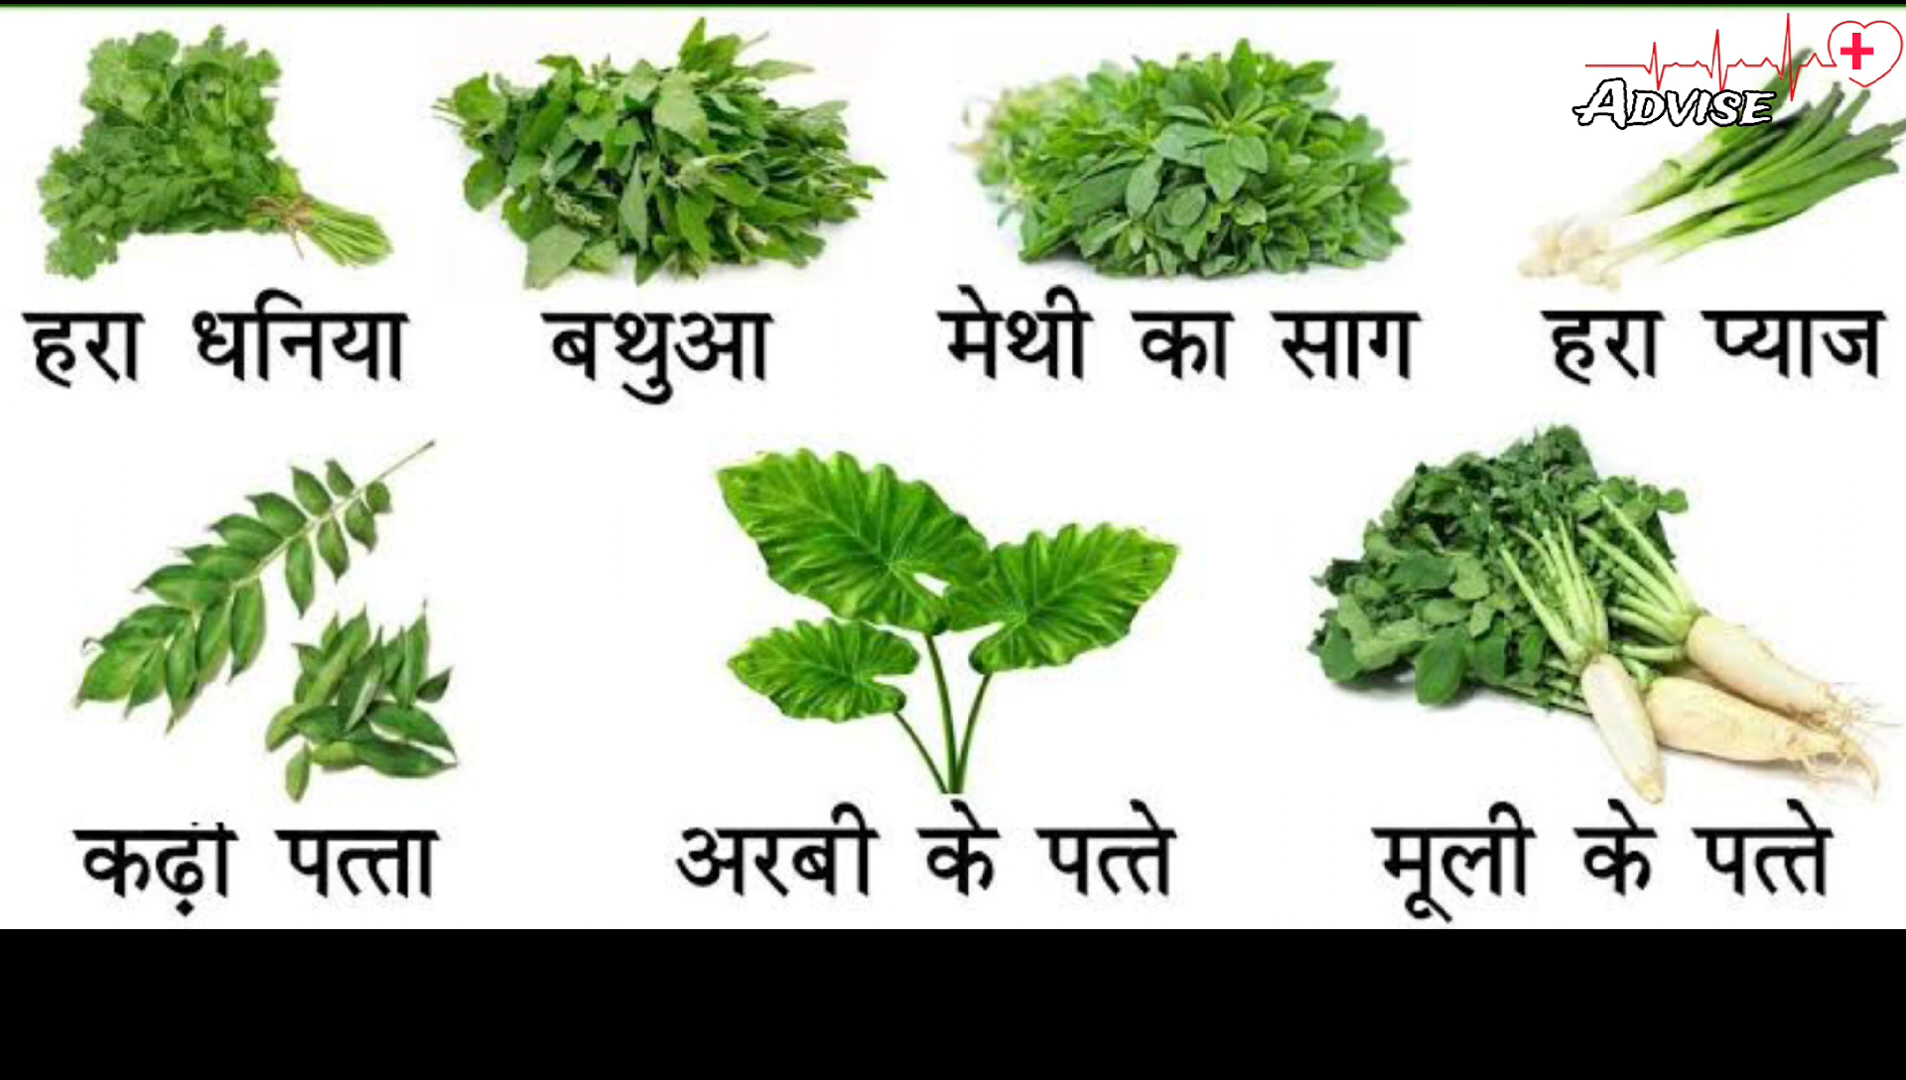 ADVISE
हरा धनिया बथुआ मेथी का साग हरा प्याज
कढ़ी पत्ता अरबी के पत्ते मूली के पत्ते